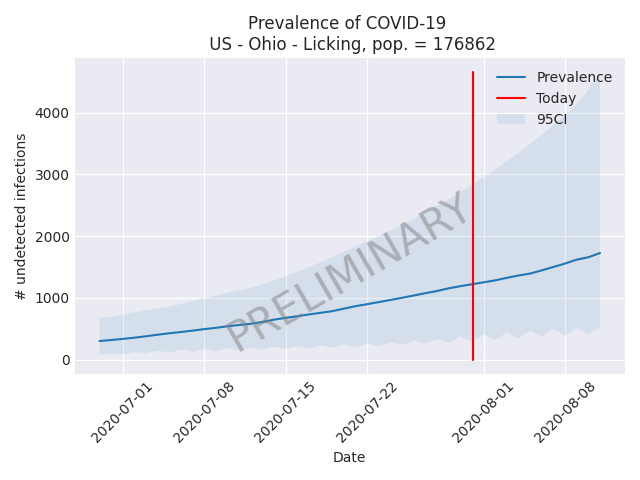 Prevalence of COVID-19
US - Ohio - Licking, pop. = 176862
Prevalence
Today
95CI
4000
3000
2000
1000
0
# undetected infections
PRELIMINARY
2020-07-01
2020-07-08
2020-07-15
2020-07-22
2020-08-01
2020-08-08
Date